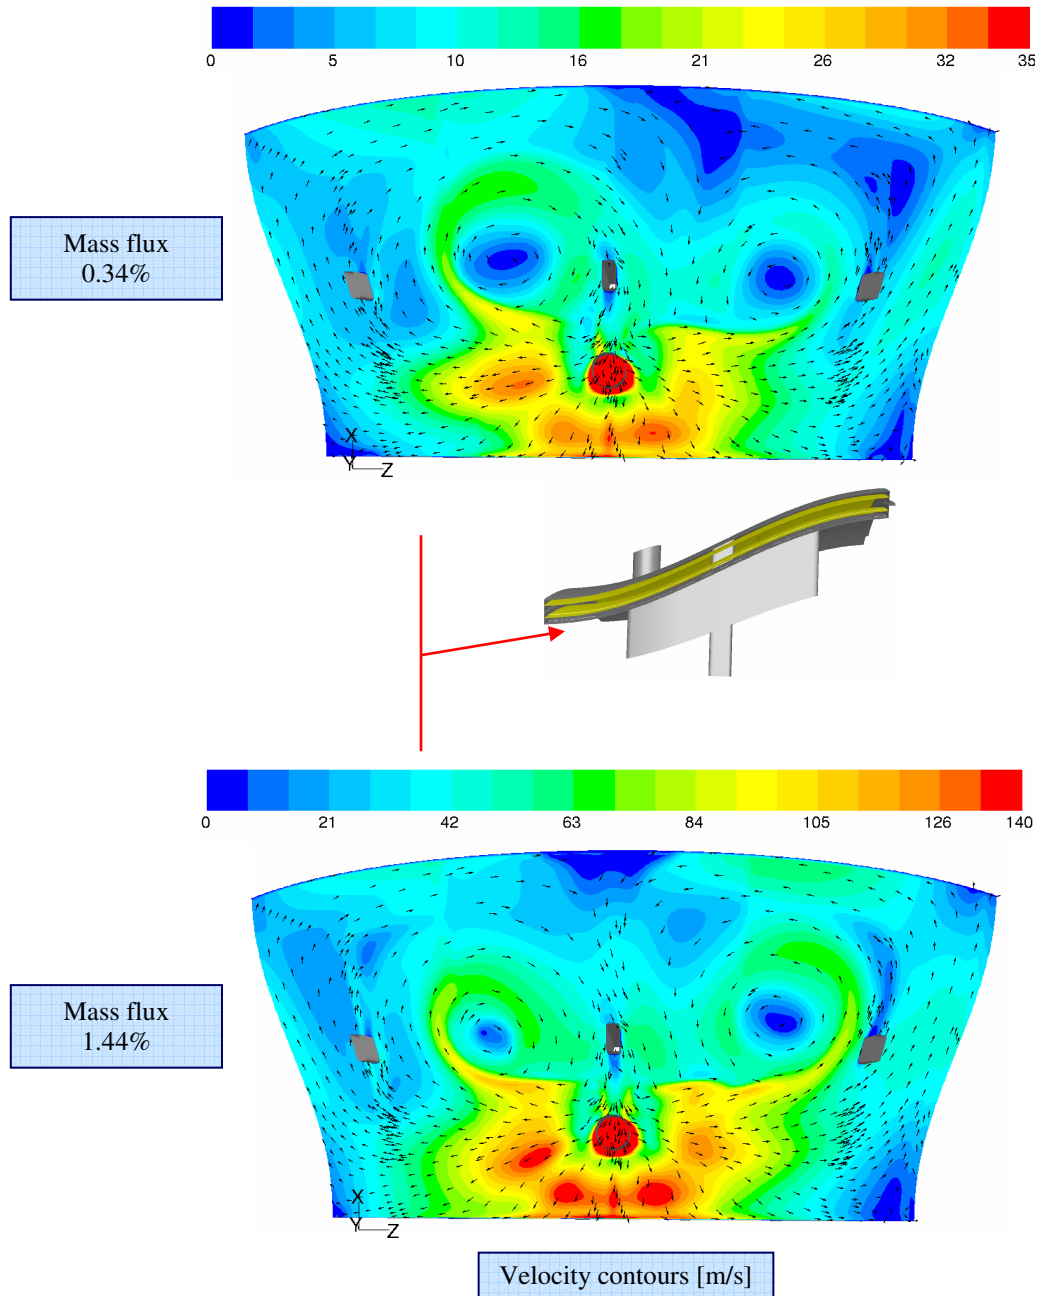 0 5 10 16 21 26 32 35
Mass flux
0.34%
X
Y Z
0 21 42 63 84 105 126 140
Mass flux
1.44%
X
Y Z
Velocity contours [m/s]